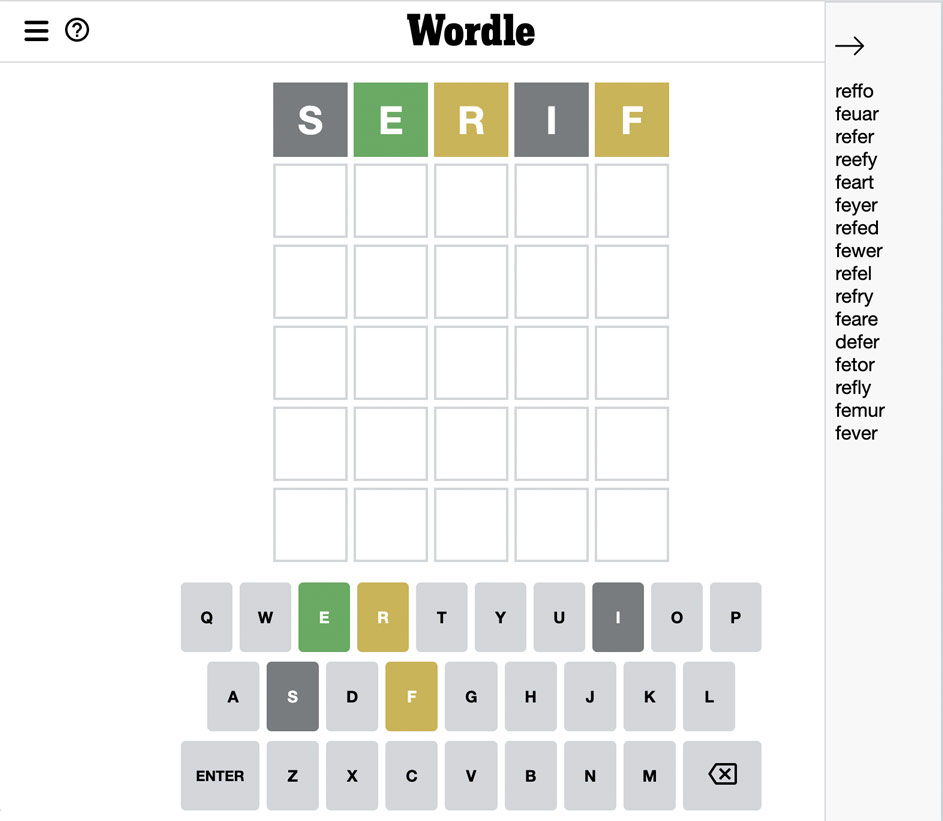 Wordle
S E R I F
reffo
feuar
refer
reefy
feart
feyer
refed
fewer
refel
refry
feare
defer
fetor
refly
femur
fever
Q W E R T Y U I O P
A S D F G H J K L
ENTER Z X C V B N M